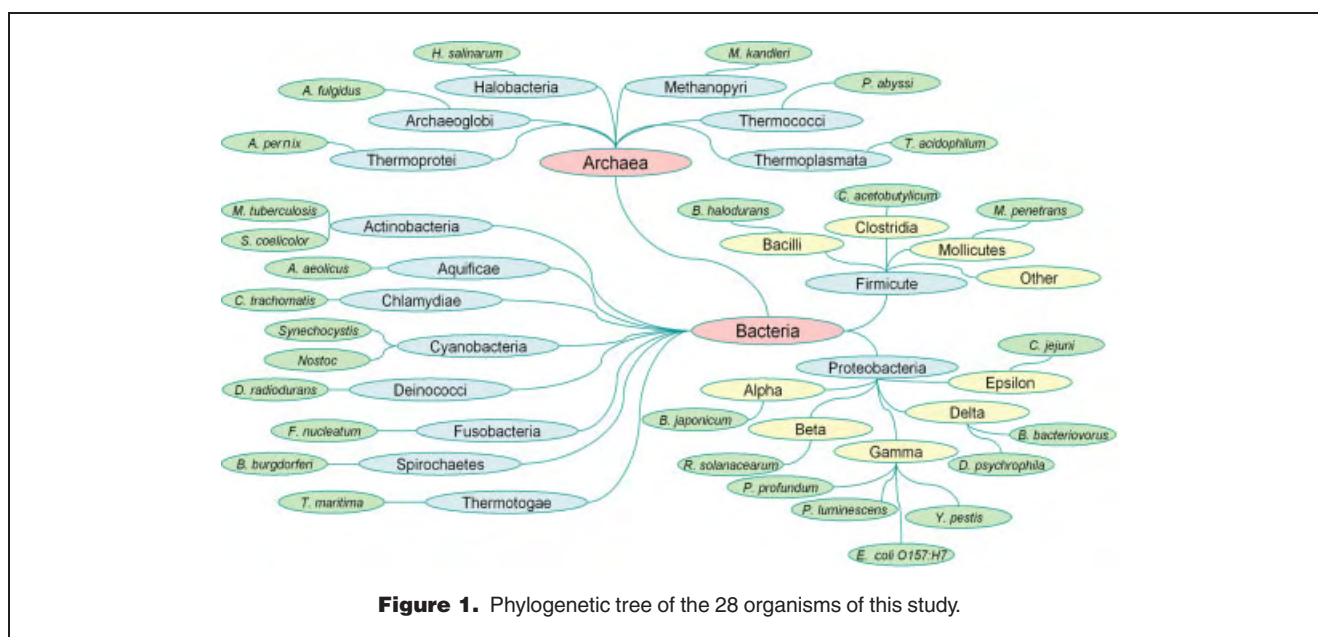 H. salinarum
M. kandleri
Halobacteria
Methanopyri
A. fulgidus
P. abyssi
Archaeoglobi
Thermococci
A. pernix
T. acidophilium
Thermoprotei
Archaea
Thermoplasmata
C. acetobutylicum
M. tuberculosis
B. halodurans
M. penetrans
Actinobacteria
Clostridia
S. coelicolor
Bacilli
Mollicutes
A. aeolicus
Aquificae
Firmicute
Other
C. trachomatis
Chlamydiae
Synechocystis
Bacteria
Cyanobacteria
C. jejuni
Nostoc
Proteobacteria
D. radiodurans
Deinococci
Alpha
Epsilon
B. japonicum
Delta
F. nucleatum
Fusobacteria
Beta
B. bacteriovorus
Gamma
B. burgdorferi
Spirochaetes
R. solanacearum
D. psychrophila
P. profundum
T. maritima
Thermotogae
P. luminescens
Y. pestis
E. coli O157:H7
Figure 1. Phylogenetic tree of the 28 organisms of this study.